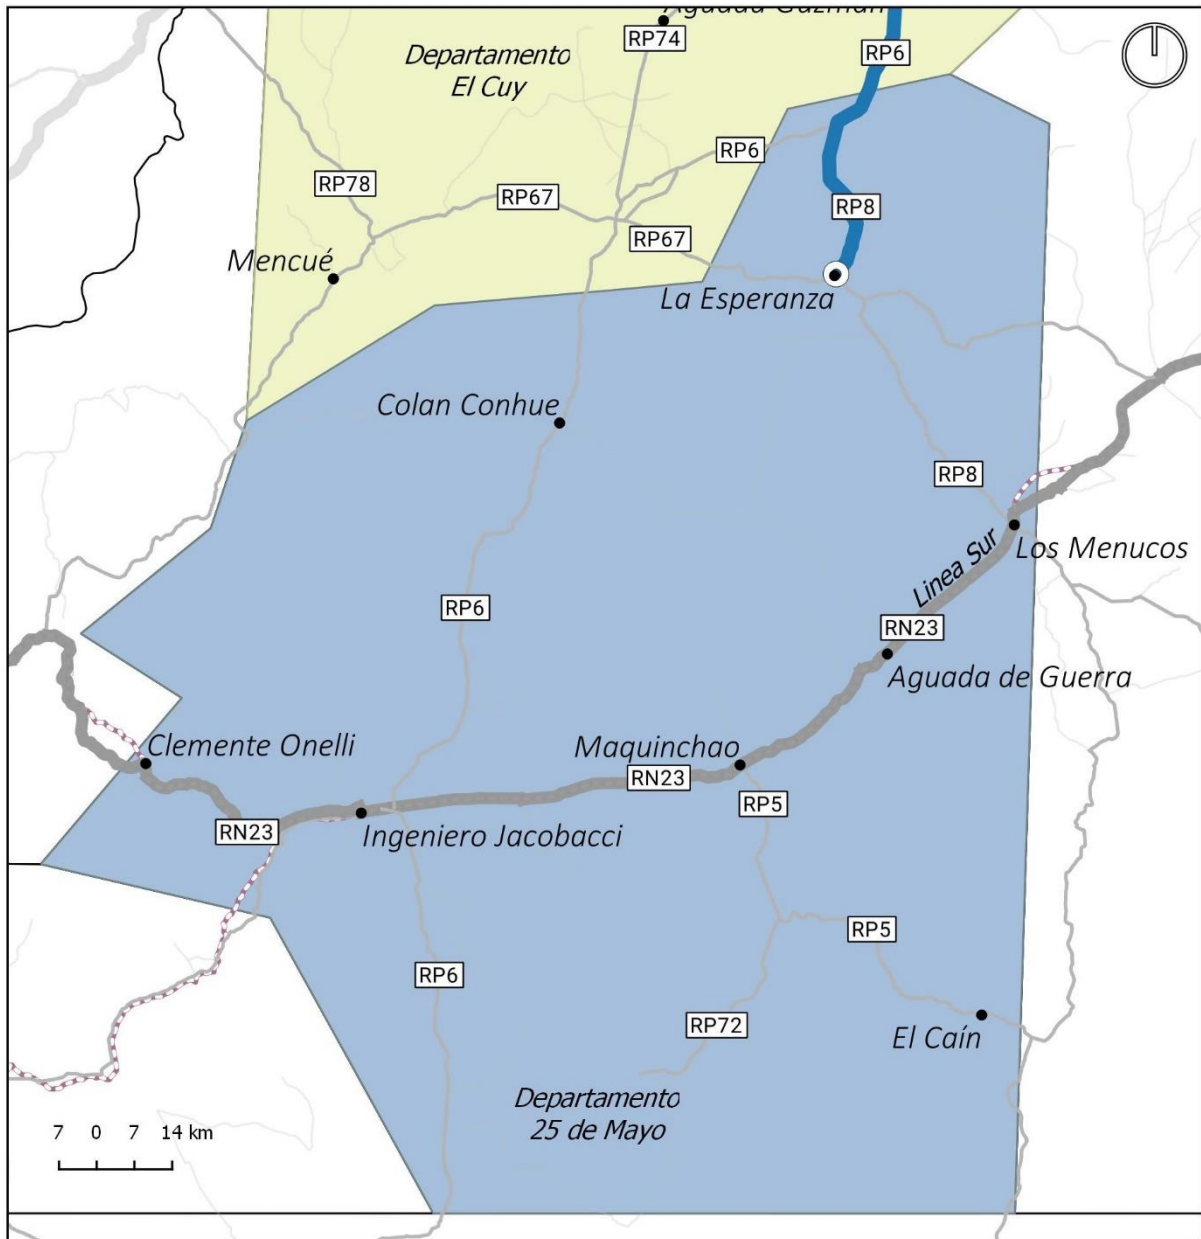 Aguada Guzmán
RP74
RP6
Departamento
El Cuy
RP6
RP78
RP67
RP8
RP67
Mencué
La Esperanza
Colan Conhue
RP8
Linea Sur
Los Menucos
RP6
RN23
Aguada de Guerra
Clemente Onelli
Maquinchao
RN23
RP5
RN23
Ingeniero Jacobacci
RP5
RP6
RP72
El Caín
Departamento
25 de Mayo
7 0 7 14 km